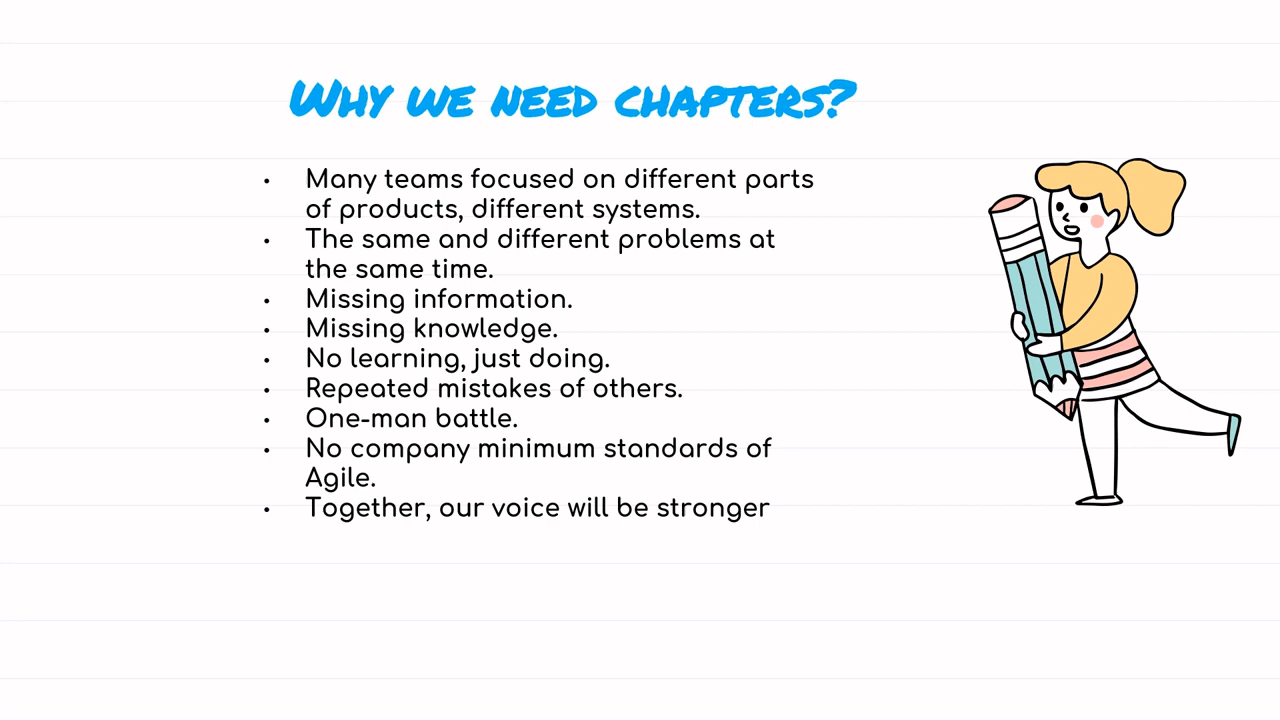 Why we need chapters?
• Many teams focused on different parts
of products, different systems.
• The same and different problems at
the same time.
• Missing information.
• Missing knowledge.
• No learning, just doing.
• Repeated mistakes of others.
• One-man battle.
• No company minimum standards of
Agile.
• Together, our voice will be stronger